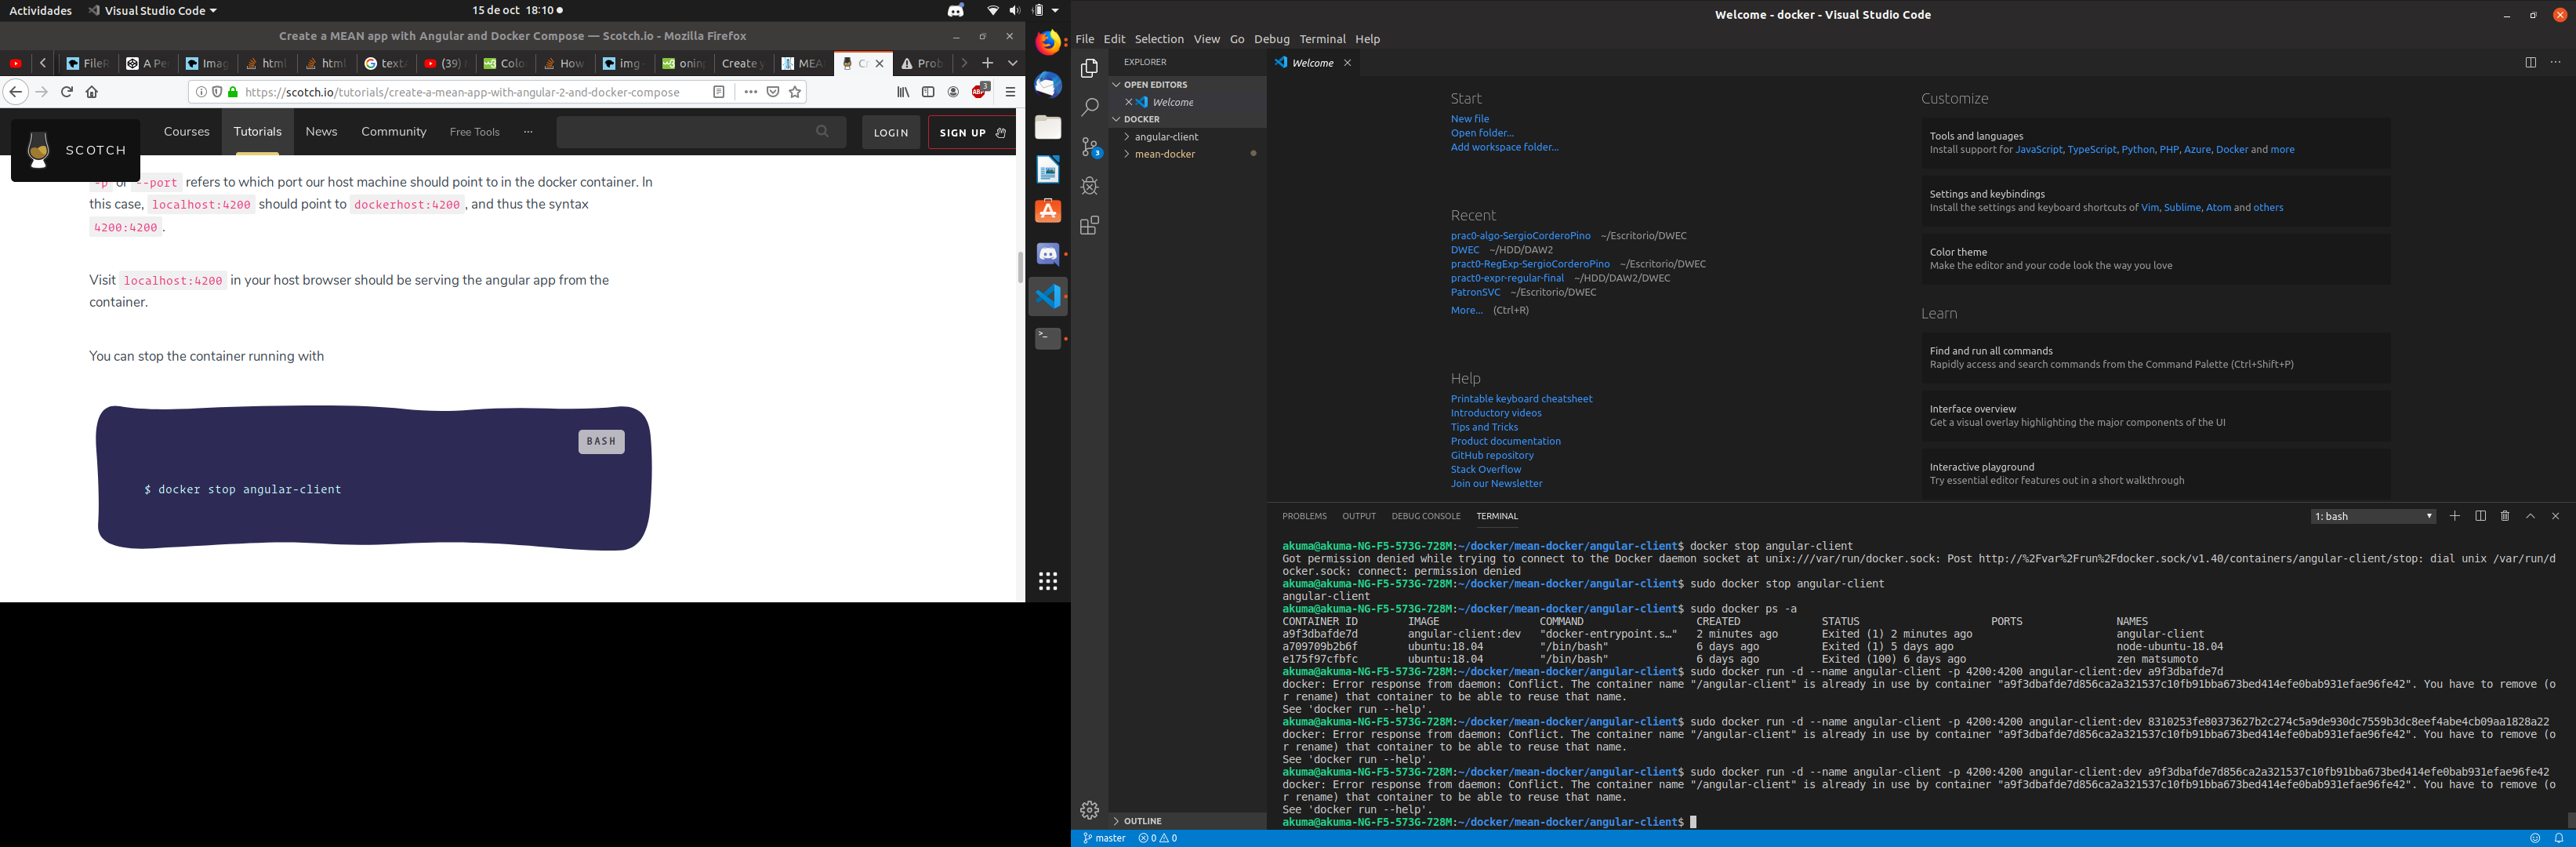 Actividades
Visual Studio Code
15 de oct 18:10
Create a MEAN app with Angular and Docker Compose — Scotch.io - Mozilla Firefox
FileR
A Pe
Imag
html
html
text
(39)
Colo
How
img
onin
Create y
MEA
Cr
Prob
https://scotch.io/tutorials/create-a-mean-app-with-angular-2-and-docker-compose
3
SCOTCH
Courses
Tutorials
News
Community
Free Tools
LOGIN
SIGN UP
-p or --port refers to which port our host machine should point to in the docker container. In
this case, localhost:4200 should point to dockerhost:4200, and thus the syntax
4200:4200.
Visit localhost:4200 in your host browser should be serving the angular app from the
container.
You can stop the container running with
BASH
$ docker stop angular-client
Welcome - docker - Visual Studio Code
File Edit Selection View Go Debug Terminal Help
EXPLORER
OPEN EDITORS
Welcome
DOCKER
angular-client
mean-docker
3
OUTLINE
Welcome
Start
New file
Open folder...
Add workspace folder...
Recent
prac0-algo-SergioCorderoPino ~/Escritorio/DWEC
DWEC ~/HDD/DAW2
pract0-RegExp-SergioCorderoPino ~/Escritorio/DWEC
pract0-expr-regular-final ~/HDD/DAW2/DWEC
PatronSVC ~/Escritorio/DWEC
More... (Ctrl+R)
Help
Printable keyboard cheatsheet
Introductory videos
Tips and Tricks
Product documentation
GitHub repository
Stack Overflow
Join our Newsletter
Customize
Tools and languages
Install support for JavaScript, TypeScript, Python, PHP, Azure, Docker and more
Settings and keybindings
Install the settings and keyboard shortcuts of Vim, Sublime, Atom and others
Color theme
Make the editor and your code look the way you love
Learn
Find and run all commands
Rapidly access and search commands from the Command Palette (Ctrl+Shift+P)
Interface overview
Get a visual overlay highlighting the major components of the UI
Interactive playground
Try essential editor features out in a short walkthrough
PROBLEMS OUTPUT DEBUG CONSOLE TERMINAL
1: bash
akuma@akuma-NG-F5-573G-728M:~/docker/mean-docker/angular-client$ docker stop angular-client
Got permission denied while trying to connect to the Docker daemon socket at unix:///var/run/docker.sock: Post http://%2Fvar%2Frun%2Fdocker.sock/v1.40/containers/angular-client/stop: dial unix /var/run/d
ocker.sock: connect: permission denied
akuma@akuma-NG-F5-573G-728M:~/docker/mean-docker/angular-client$ sudo docker stop angular-client
angular-client
akuma@akuma-NG-F5-573G-728M:~/docker/mean-docker/angular-client$ sudo docker ps -a
CONTAINER ID IMAGE COMMAND CREATED STATUS PORTS NAMES
a9f3dbafde7d angular-client:dev "docker-entrypoint.s…" 2 minutes ago Exited (1) 2 minutes ago angular-client
a709709b2b6f ubuntu:18.04 "/bin/bash" 6 days ago Exited (1) 5 days ago node-ubuntu-18.04
e175f97cfbfc ubuntu:18.04 "/bin/bash" 6 days ago Exited (100) 6 days ago zen matsumoto
akuma@akuma-NG-F5-573G-728M:~/docker/mean-docker/angular-client$ sudo docker run -d --name angular-client -p 4200:4200 angular-client:dev a9f3dbafde7d
docker: Error response from daemon: Conflict. The container name "/angular-client" is already in use by container "a9f3dbafde7d856ca2a321537c10fb91bba673bed414efe0bab931efae96fe42". You have to remove (o
r rename) that container to be able to reuse that name.
See 'docker run --help'.
akuma@akuma-NG-F5-573G-728M:~/docker/mean-docker/angular-client$ sudo docker run -d --name angular-client -p 4200:4200 angular-client:dev 8310253fe80373627b2c274c5a9de930dc7559b3dc8eef4abe4cb09aa1828a22
docker: Error response from daemon: Conflict. The container name "/angular-client" is already in use by container "a9f3dbafde7d856ca2a321537c10fb91bba673bed414efe0bab931efae96fe42". You have to remove (o
r rename) that container to be able to reuse that name.
See 'docker run --help'.
akuma@akuma-NG-F5-573G-728M:~/docker/mean-docker/angular-client$ sudo docker run -d --name angular-client -p 4200:4200 angular-client:dev a9f3dbafde7d856ca2a321537c10fb91bba673bed414efe0bab931efae96fe42
docker: Error response from daemon: Conflict. The container name "/angular-client" is already in use by container "a9f3dbafde7d856ca2a321537c10fb91bba673bed414efe0bab931efae96fe42". You have to remove (o
r rename) that container to be able to reuse that name.
See 'docker run --help'.
akuma@akuma-NG-F5-573G-728M:~/docker/mean-docker/angular-client$
master 0 0